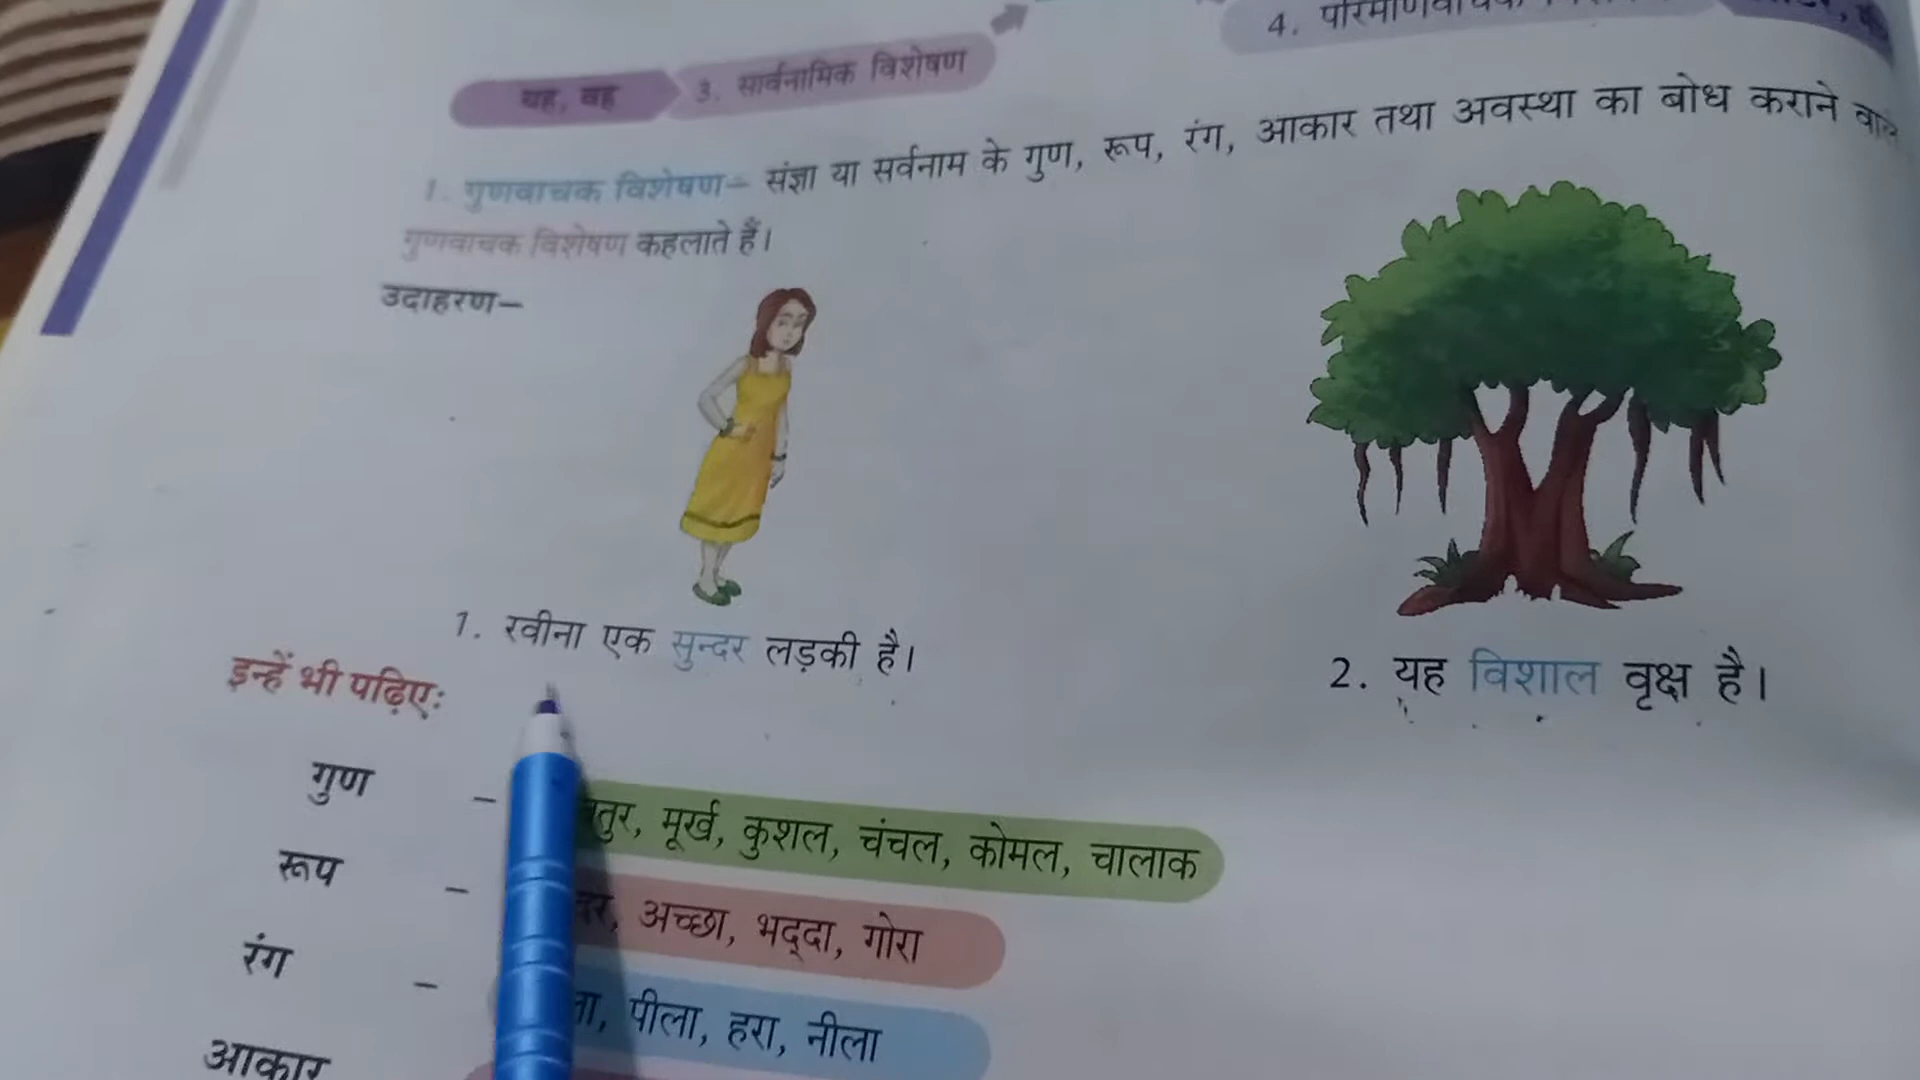 4. परिमाणवाचक
यह, वह 3. सार्वनामिक विशेषण
1. गुणवाचक विशेषण– संज्ञा या सर्वनाम के गुण, रूप, रंग, आकार तथा अवस्था का बोध कराने
गुणवाचक विशेषण कहलाते हैं।
उदाहरण–
1. रवीना एक सुन्दर लड़की है।
2. यह विशाल वृक्ष है।
इन्हें भी पढ़िए:
गुण – मूर्ख, कुशल, चंचल, कोमल, चालाक
रूप – अच्छा, भद्दा, गोरा
रंग – पीला, हरा, नीला
आकार